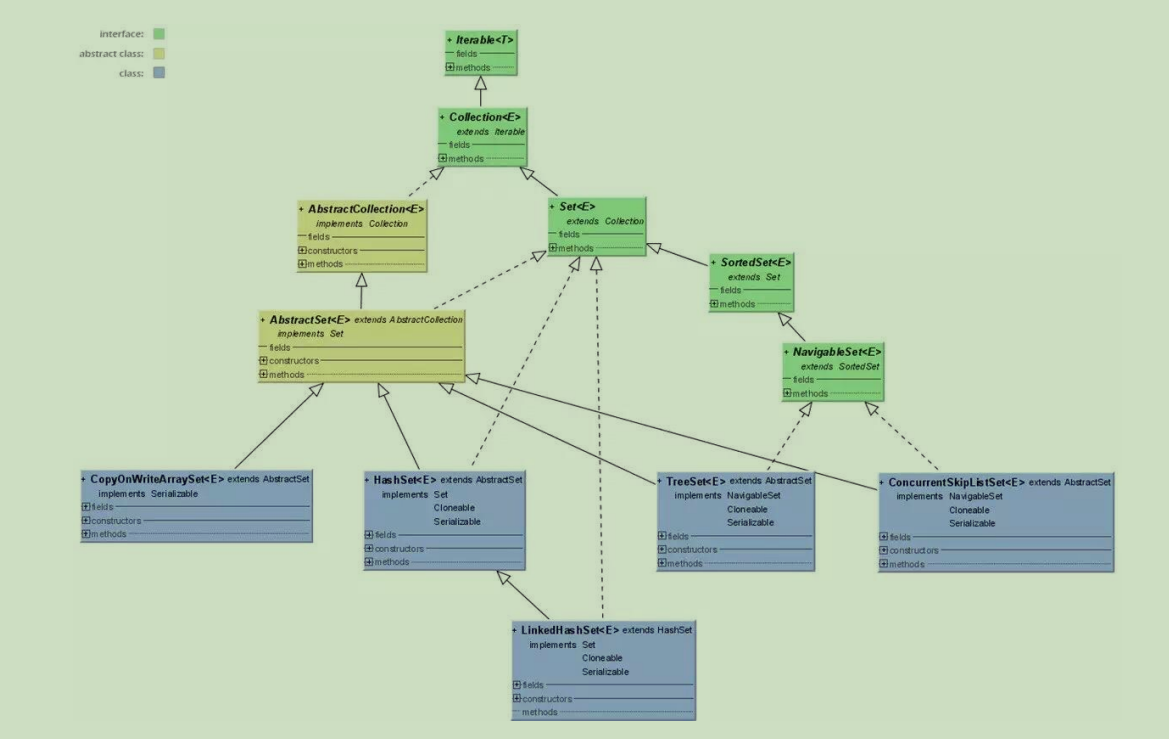 interface:
abstract class:
class:
+ Iterable<T>
fields
methods
+ Collection<E>
extends Iterable
fields
methods
+ AbstractCollection<E>
implements Collection
fields
constructors
methods
+ Set<E>
extends Collection
fields
methods
+ SortedSet<E>
extends Set
fields
methods
+ AbstractSet<E> extends AbstractCollection
implements Set
fields
constructors
methods
+ NavigableSet<E>
extends SortedSet
fields
methods
+ CopyOnWriteArraySet<E> extends AbstractSet
implements Serializable
fields
constructors
methods
+ HashSet<E> extends AbstractSet
implements Set
Cloneable
Serializable
fields
constructors
methods
+ TreeSet<E> extends AbstractSet
implements NavigableSet
Cloneable
Serializable
fields
constructors
methods
+ ConcurrentSkipListSet<E> extends AbstractSet
implements NavigableSet
Cloneable
Serializable
fields
constructors
methods
+ LinkedHashSet<E> extends HashSet
implements Set
Cloneable
Serializable
fields
constructors
methods